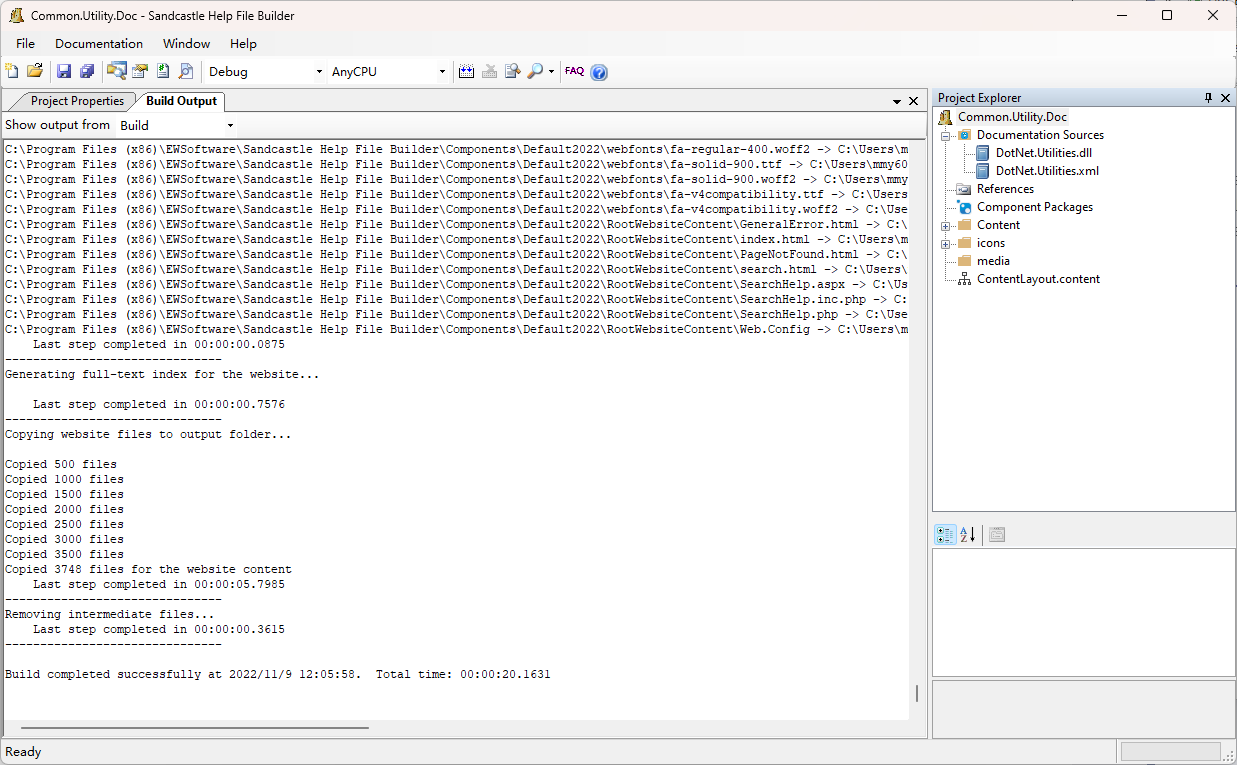 Common.Utility.Doc - Sandcastle Help File Builder
File Documentation Window Help
Debug AnyCPU FAQ
Project Properties Build Output
Show output from Build
C:\Program Files (x86)\EWSoftware\Sandcastle Help File Builder\Components\Default2022\webfonts\fa-regular-400.woff2 -> C:\Users\m
C:\Program Files (x86)\EWSoftware\Sandcastle Help File Builder\Components\Default2022\webfonts\fa-solid-900.ttf -> C:\Users\mmy60
C:\Program Files (x86)\EWSoftware\Sandcastle Help File Builder\Components\Default2022\webfonts\fa-solid-900.woff2 -> C:\Users\mmy
C:\Program Files (x86)\EWSoftware\Sandcastle Help File Builder\Components\Default2022\webfonts\fa-v4compatibility.ttf -> C:\Users
C:\Program Files (x86)\EWSoftware\Sandcastle Help File Builder\Components\Default2022\webfonts\fa-v4compatibility.woff2 -> C:\Use
C:\Program Files (x86)\EWSoftware\Sandcastle Help File Builder\Components\Default2022\RootWebsiteContent\GeneralError.html -> C:\
C:\Program Files (x86)\EWSoftware\Sandcastle Help File Builder\Components\Default2022\RootWebsiteContent\index.html -> C:\Users\m
C:\Program Files (x86)\EWSoftware\Sandcastle Help File Builder\Components\Default2022\RootWebsiteContent\PageNotFound.html -> C:\
C:\Program Files (x86)\EWSoftware\Sandcastle Help File Builder\Components\Default2022\RootWebsiteContent\search.html -> C:\Users\
C:\Program Files (x86)\EWSoftware\Sandcastle Help File Builder\Components\Default2022\RootWebsiteContent\SearchHelp.aspx -> C:\Us
C:\Program Files (x86)\EWSoftware\Sandcastle Help File Builder\Components\Default2022\RootWebsiteContent\SearchHelp.inc.php -> C:
C:\Program Files (x86)\EWSoftware\Sandcastle Help File Builder\Components\Default2022\RootWebsiteContent\SearchHelp.php -> C:\Use
C:\Program Files (x86)\EWSoftware\Sandcastle Help File Builder\Components\Default2022\RootWebsiteContent\Web.Config -> C:\Users\m
Last step completed in 00:00:00.0875
-------------------------------
Generating full-text index for the website...
Last step completed in 00:00:00.7576
-------------------------------
Copying website files to output folder...
Copied 500 files
Copied 1000 files
Copied 1500 files
Copied 2000 files
Copied 2500 files
Copied 3000 files
Copied 3500 files
Copied 3748 files for the website content
Last step completed in 00:00:05.7985
-------------------------------
Removing intermediate files...
Last step completed in 00:00:00.3615
-------------------------------
Build completed successfully at 2022/11/9 12:05:58.  Total time: 00:00:20.1631
Project Explorer
Common.Utility.Doc
Documentation Sources
DotNet.Utilities.dll
DotNet.Utilities.xml
References
Component Packages
Content
icons
media
ContentLayout.content
Ready